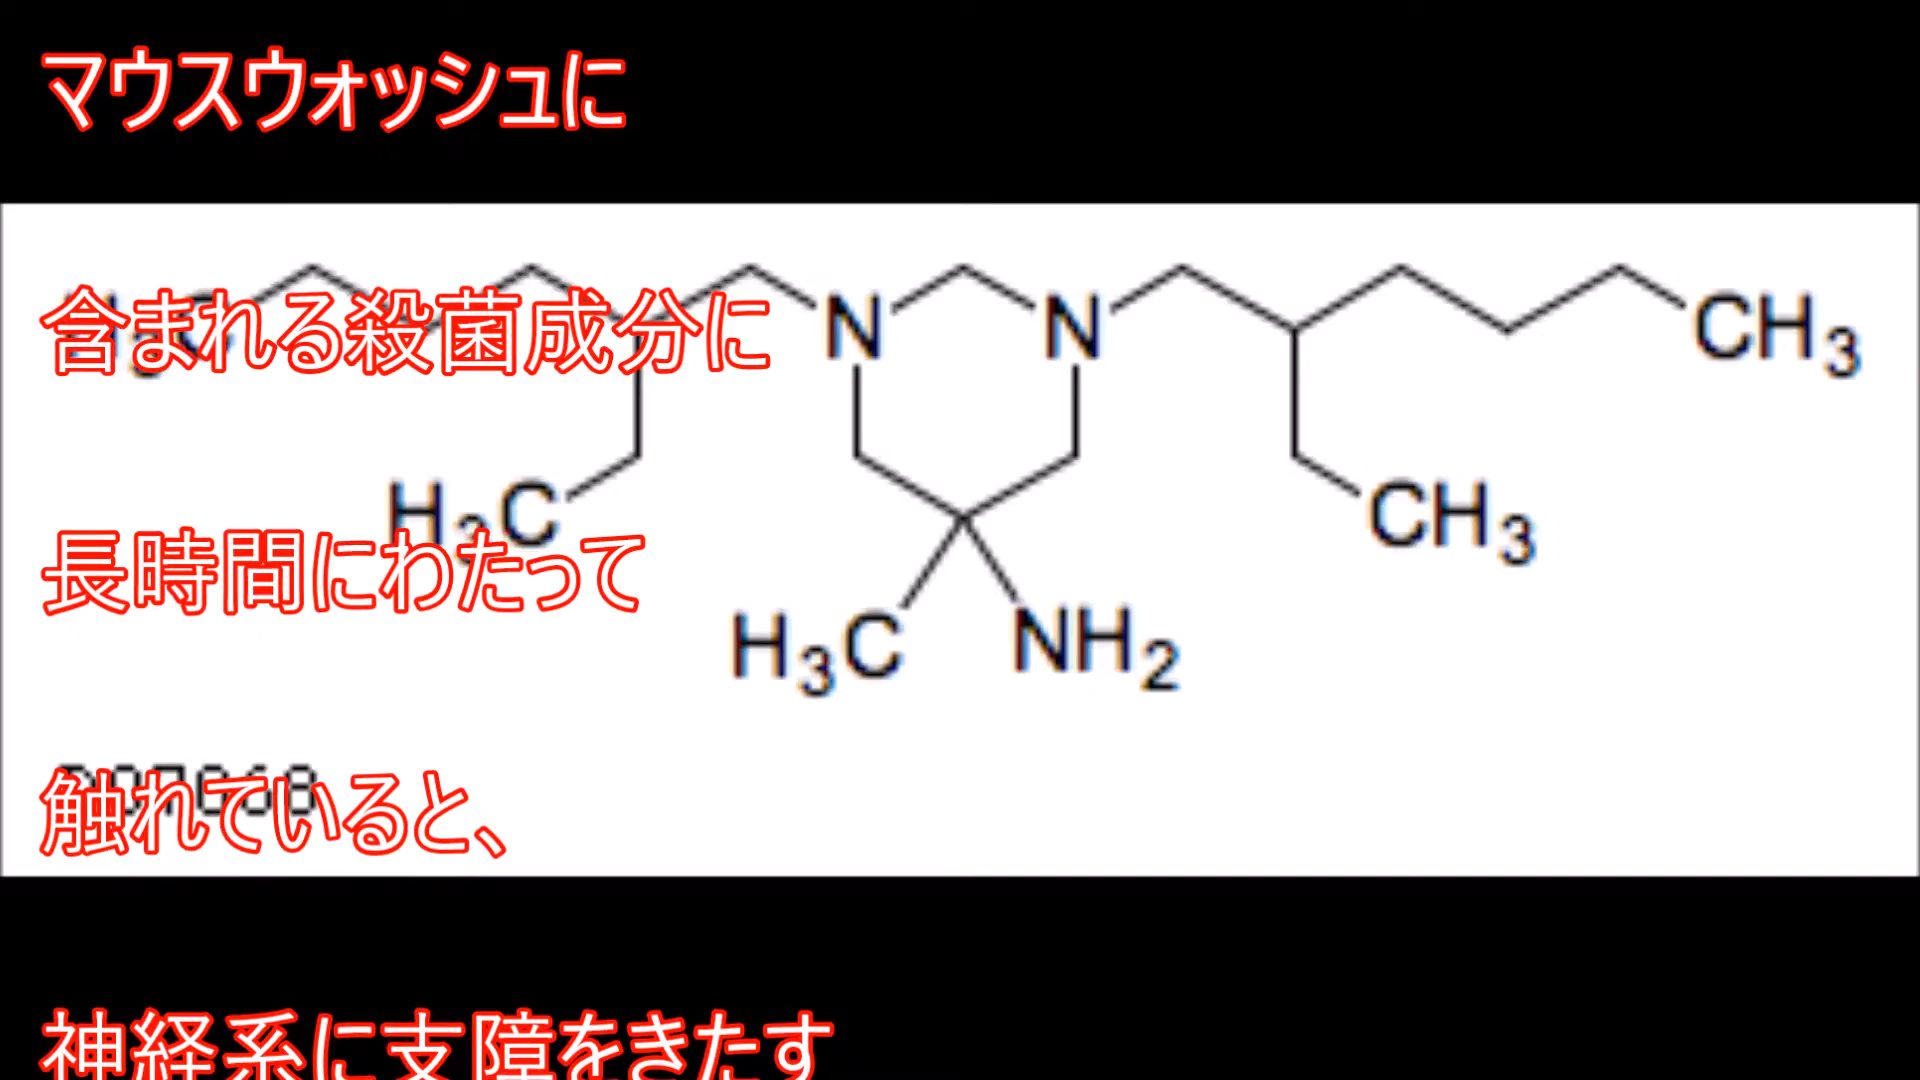 マウスウォッシュに
含まれる殺菌成分に
長時間にわたって
触れていると、
神経系に支障をきたす
H3C N N CH3
H3C CH3
H3C NH2